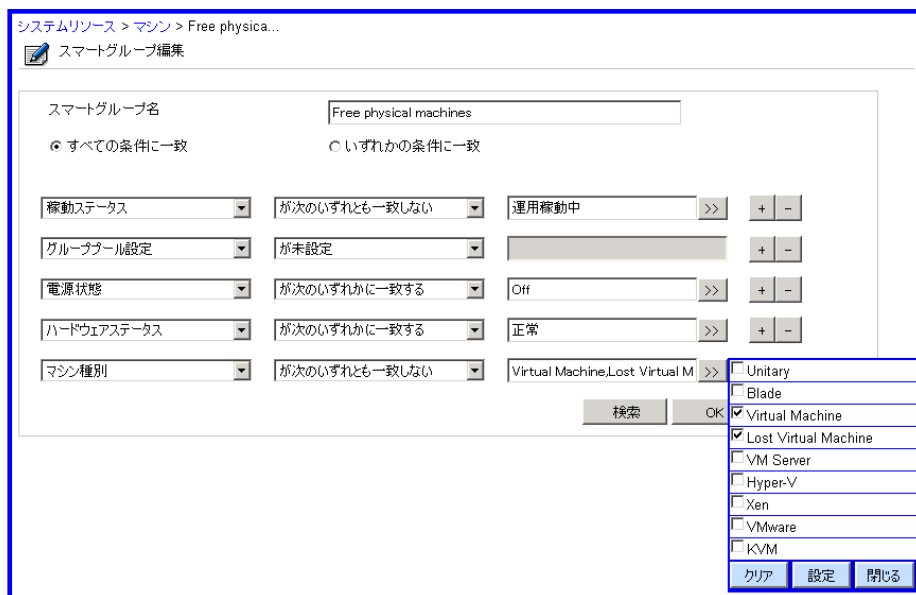 システムリソース > マシン > Free physica...
スマートグループ編集
スマートグループ名 Free physical machines
すべての条件に一致 いずれかの条件に一致
稼動ステータス が次のいずれとも一致しない 運用稼動中 >> + -
グループプール設定 が未設定 + -
電源状態 が次のいずれかに一致する Off >> + -
ハードウェアステータス が次のいずれかに一致する 正常 >> + -
マシン種別 が次のいずれとも一致しない Virtual Machine,Lost Virtual M >>
検索 OK
Unitary
Blade
Virtual Machine
Lost Virtual Machine
VM Server
Hyper-V
Xen
VMware
KVM
クリア 設定 閉じる